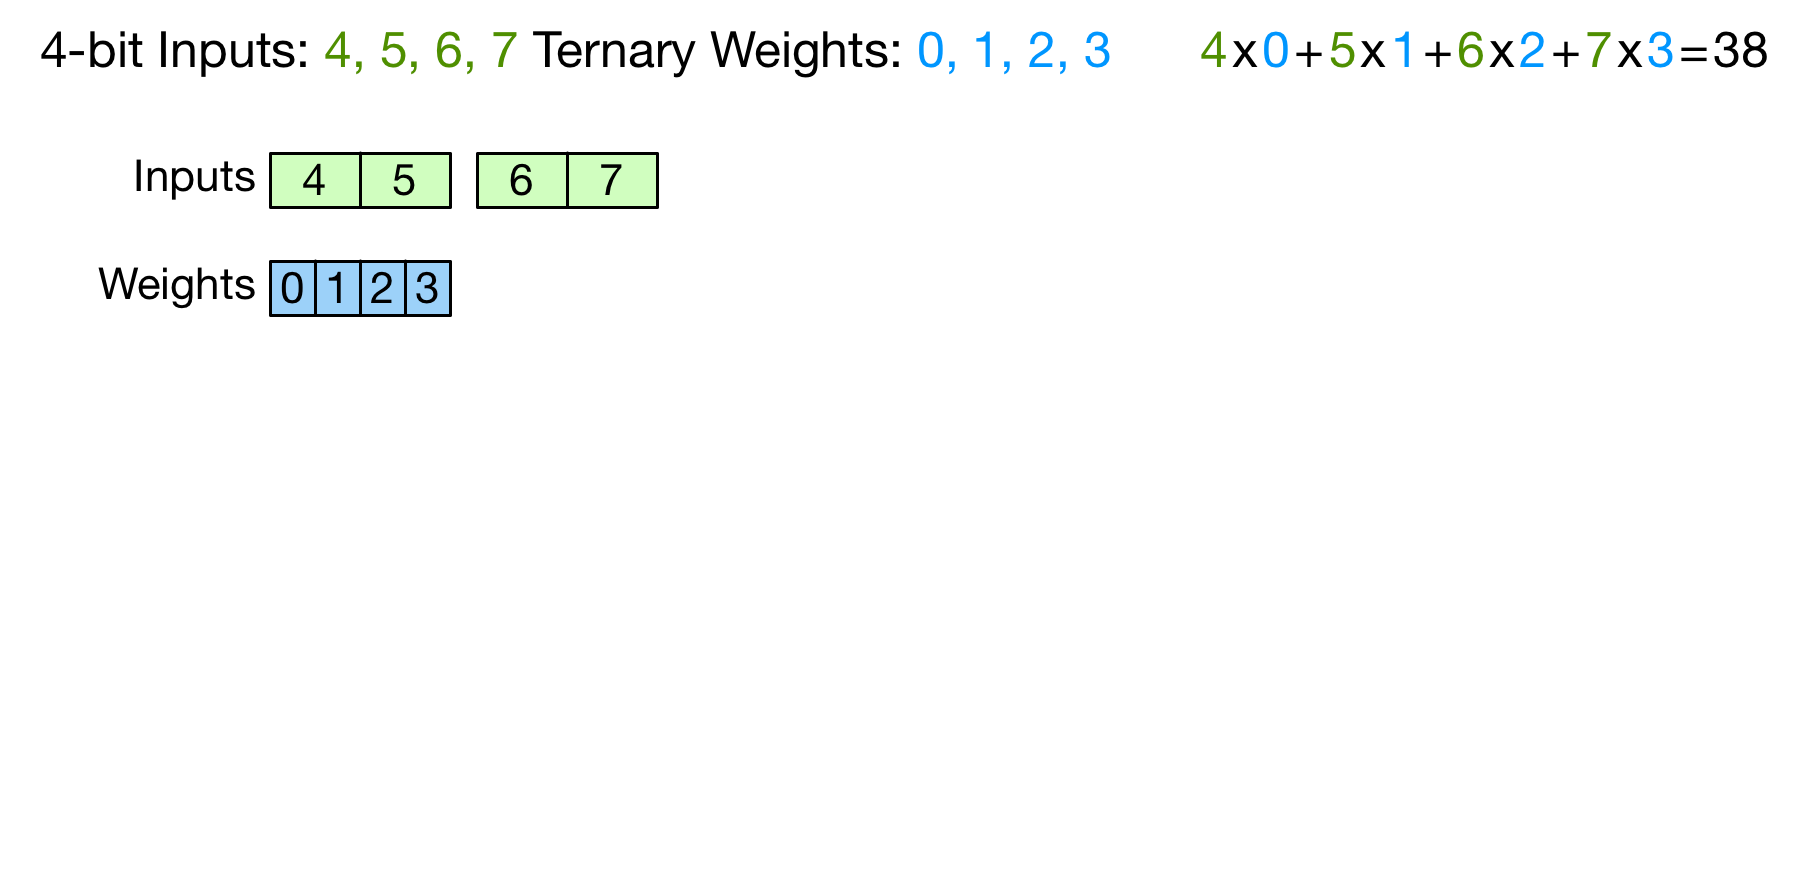 4-bit Inputs: 4, 5, 6, 7 Ternary Weights: 0, 1, 2, 3 4x0+5x1+6x2+7x3=38
Inputs 4 5 6 7
Weights 0 1 2 3